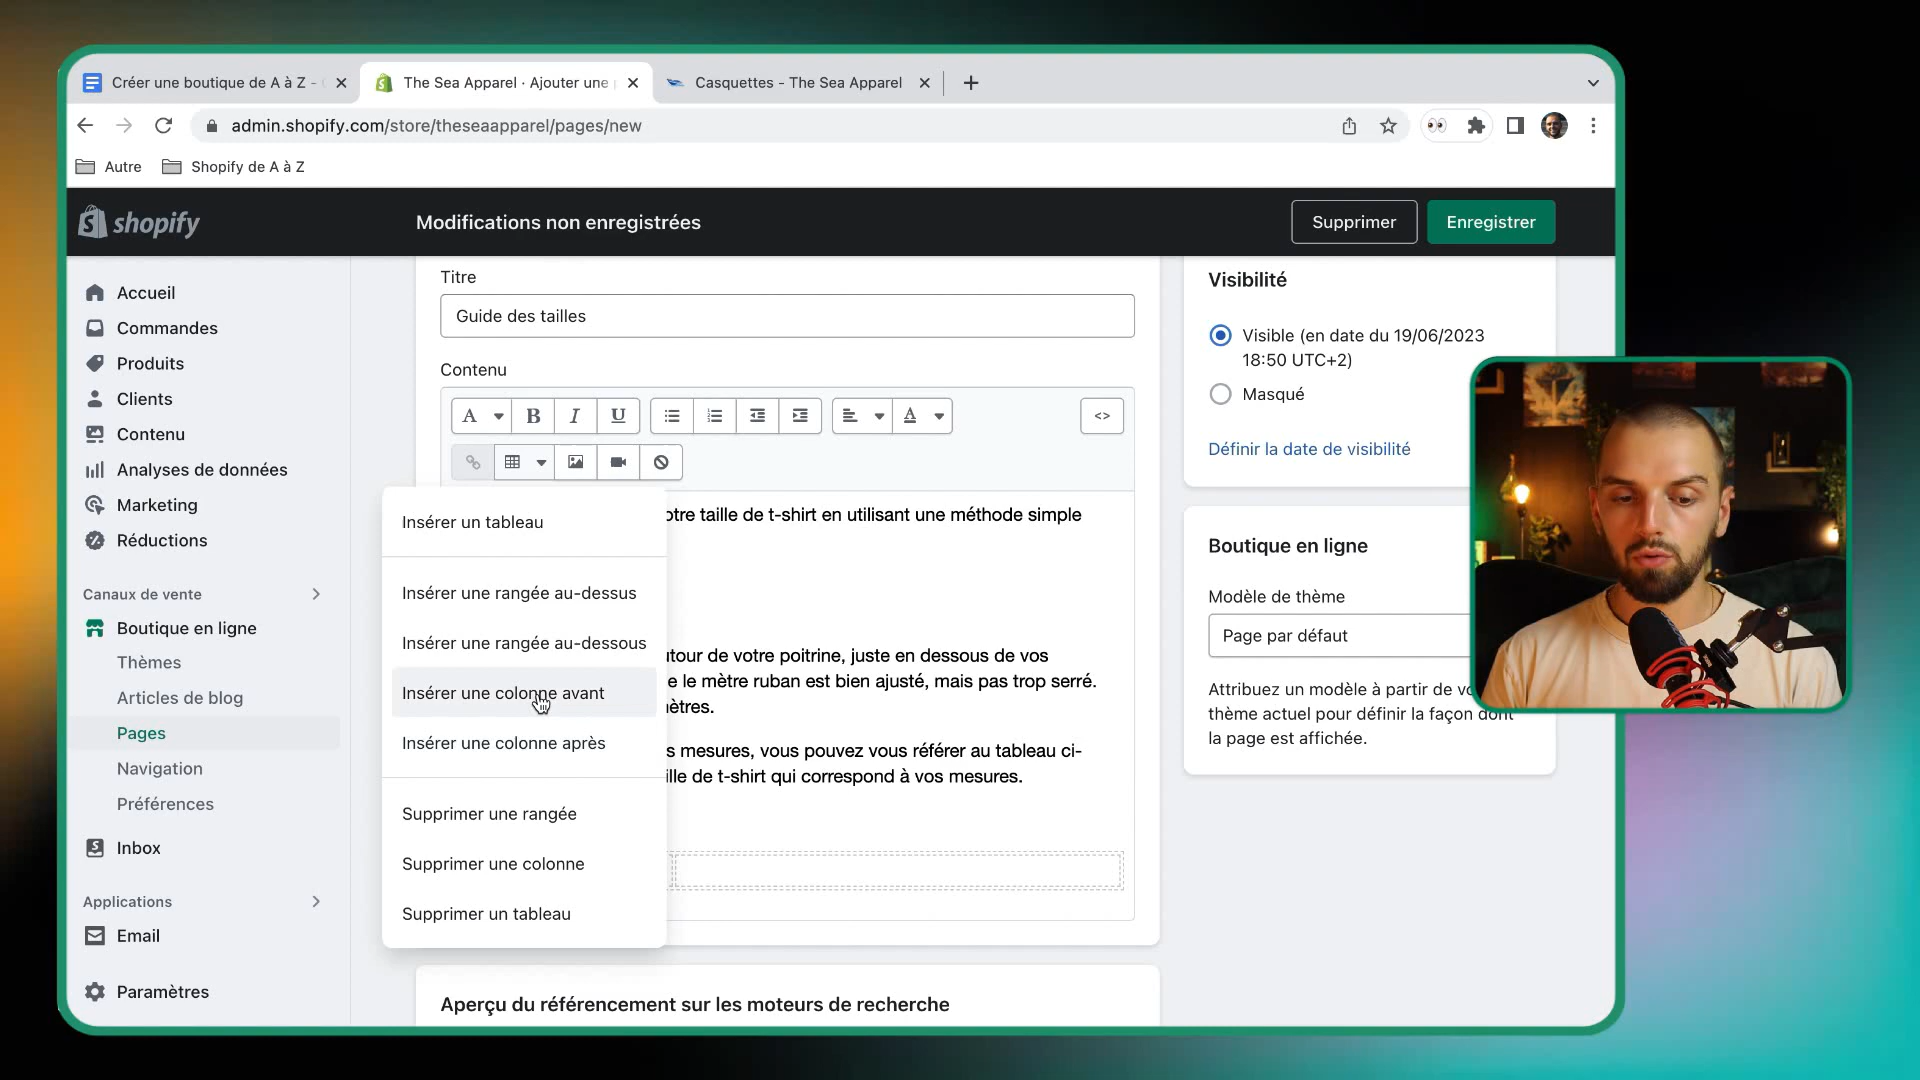 Créer une boutique de A à Z -
The Sea Apparel · Ajouter une
Casquettes - The Sea Apparel
admin.shopify.com/store/theseaapparel/pages/new
Autre
Shopify de A à Z
shopify
Modifications non enregistrées
Supprimer
Enregistrer
Accueil
Commandes
Produits
Clients
Contenu
Analyses de données
Marketing
Réductions
Canaux de vente
Boutique en ligne
Thèmes
Articles de blog
Pages
Navigation
Préférences
Inbox
Applications
Email
Paramètres
Titre
Guide des tailles
Contenu
A
B
I
U
A
<>
Insérer un tableau
Insérer une rangée au-dessus
Insérer une rangée au-dessous
Insérer une colonne avant
Insérer une colonne après
Supprimer une rangée
Supprimer une colonne
Supprimer un tableau
otre taille de t-shirt en utilisant une méthode simple
utour de votre poitrine, juste en dessous de vos
e le mètre ruban est bien ajusté, mais pas trop serré.
ètres.
s mesures, vous pouvez vous référer au tableau ci-
ille de t-shirt qui correspond à vos mesures.
Aperçu du référencement sur les moteurs de recherche
Visibilité
Visible (en date du 19/06/2023
18:50 UTC+2)
Masqué
Définir la date de visibilité
Boutique en ligne
Modèle de thème
Page par défaut
Attribuez un modèle à partir de
thème actuel pour définir la façon dont
la page est affichée.